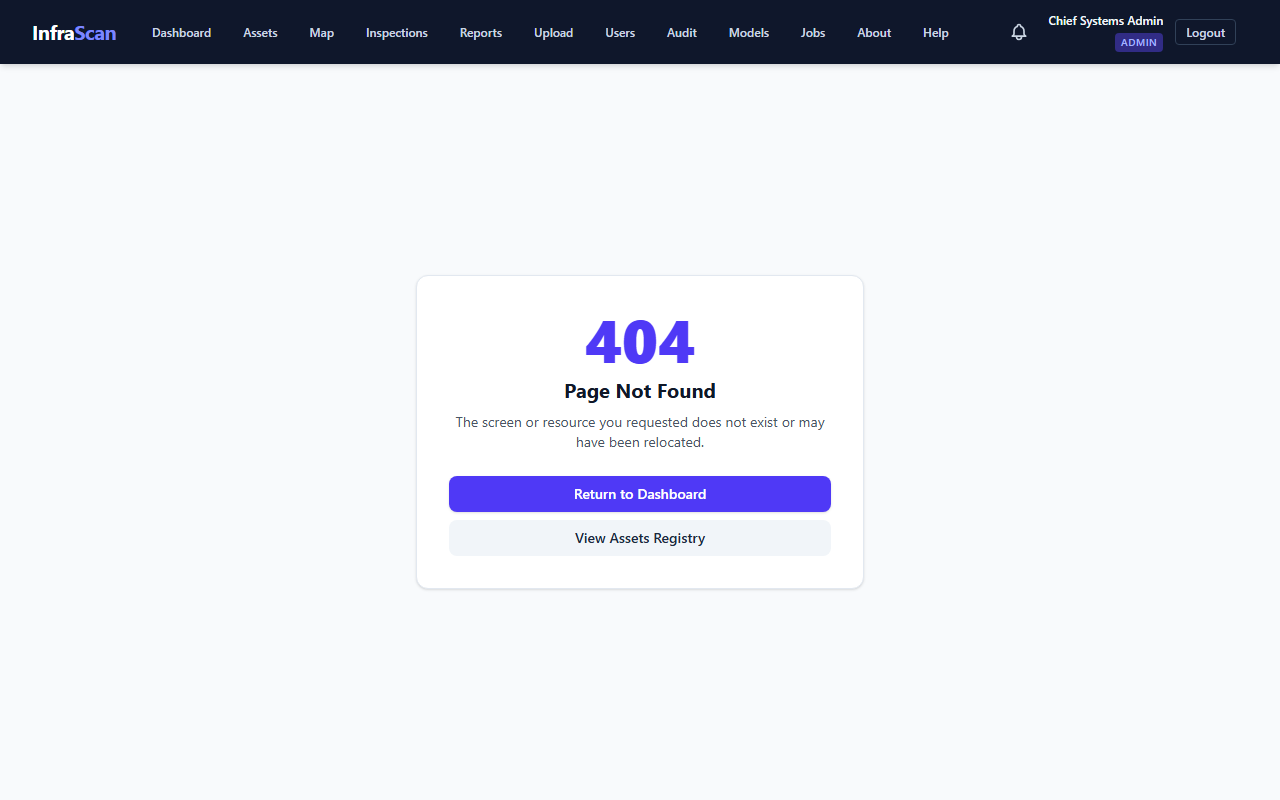 InfraScan
Dashboard
Assets
Map
Inspections
Reports
Upload
Users
Audit
Models
Jobs
About
Help
Chief Systems Admin
ADMIN
Logout
404
Page Not Found
The screen or resource you requested does not exist or may
have been relocated.
Return to Dashboard
View Assets Registry